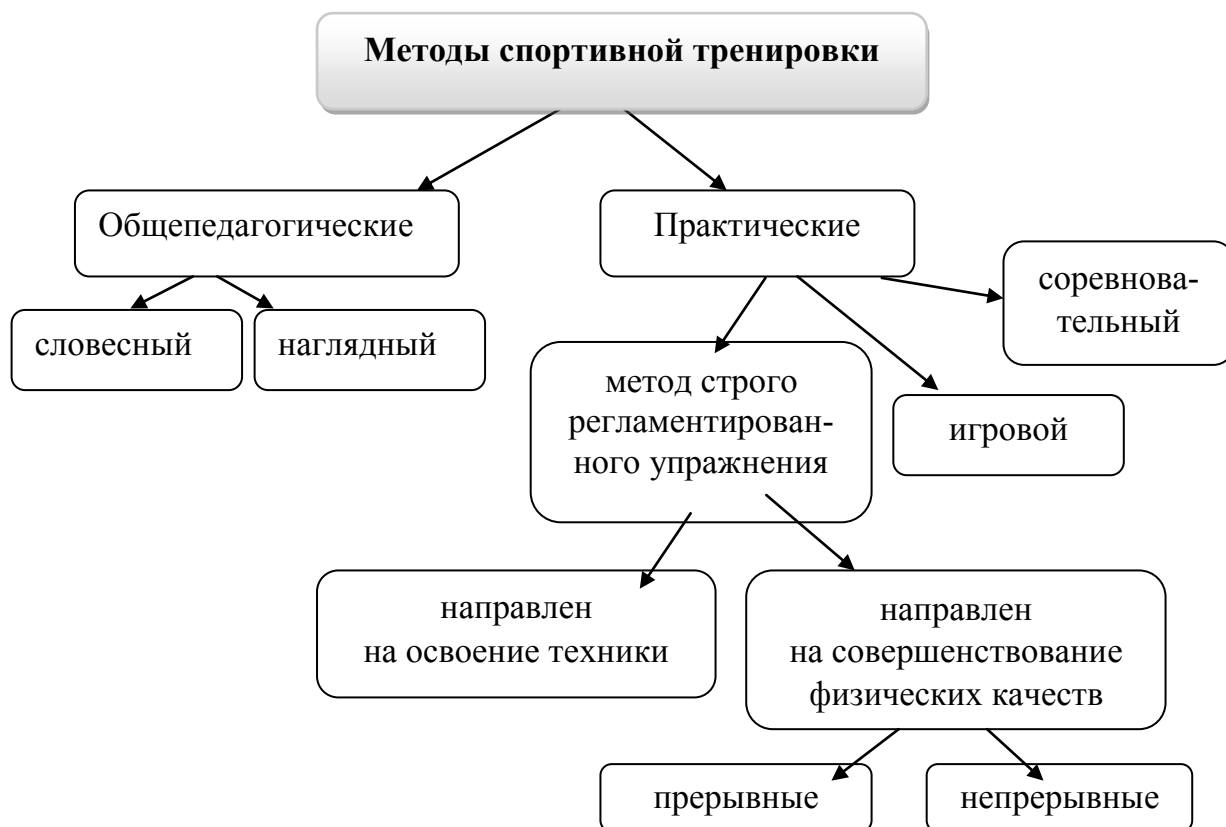 Методы спортивной тренировки
Общепедагогические
Практические
соревнова-
тельный
словесный
наглядный
метод строго
регламентирован-
ного упражнения
игровой
направлен
на освоение техники
направлен
на совершенствование
физических качеств
прерывные
непрерывные